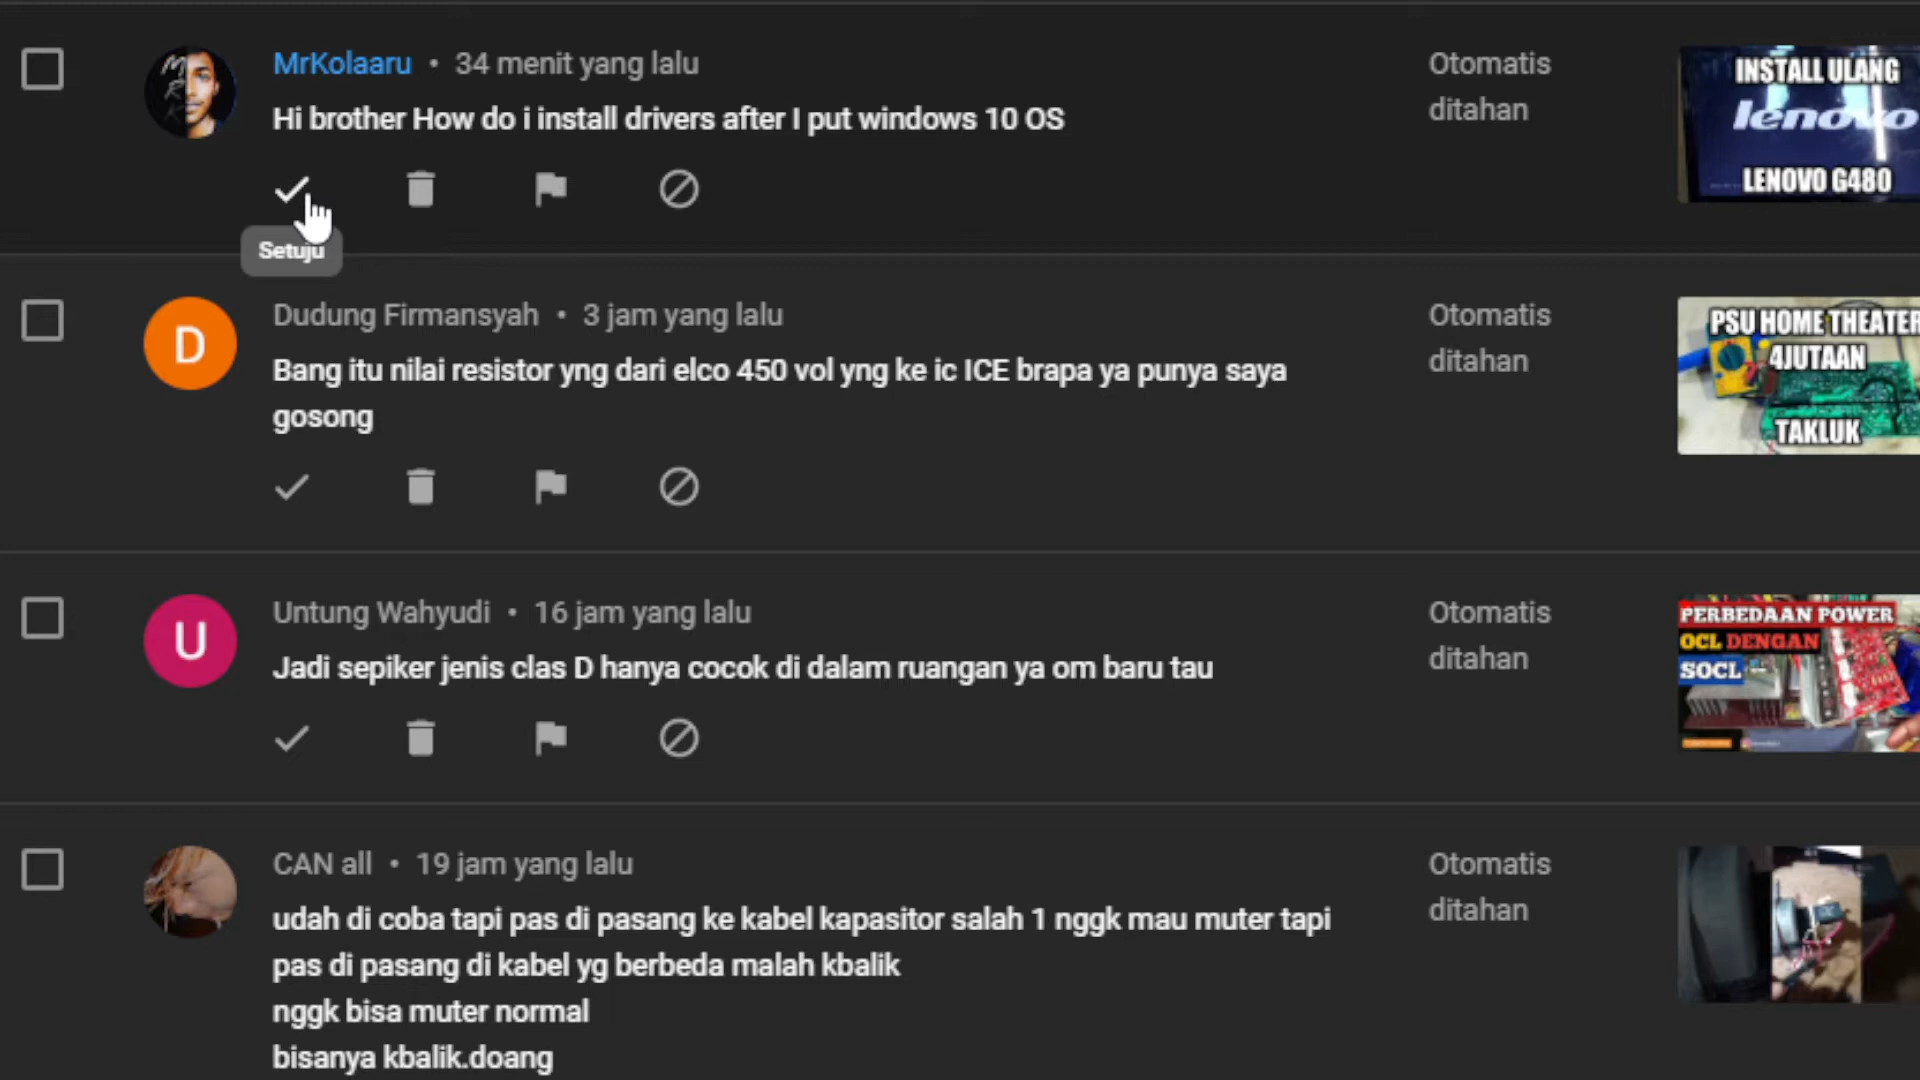 MrKolaaru • 34 menit yang lalu
Hi brother How do i install drivers after I put windows 10 OS
Otomatis
ditahan
INSTALL ULANG
lenovo
LENOVO G480
Setuju
D
Dudung Firmansyah • 3 jam yang lalu
Bang itu nilai resistor yng dari elco 450 vol yng ke ic ICE brapa ya punya saya
gosong
Otomatis
ditahan
PSU HOME THEATER
4JUTAAN
TAKLUK
U
Untung Wahyudi • 16 jam yang lalu
Jadi sepiker jenis clas D hanya cocok di dalam ruangan ya om baru tau
Otomatis
ditahan
PERBEDAAN POWER
OCL DENGAN
SOCL
CAN all • 19 jam yang lalu
udah di coba tapi pas di pasang ke kabel kapasitor salah 1 nggk mau muter tapi
pas di pasang di kabel yg berbeda malah kbalik
nggk bisa muter normal
bisanya kbalik.doang
Otomatis
ditahan